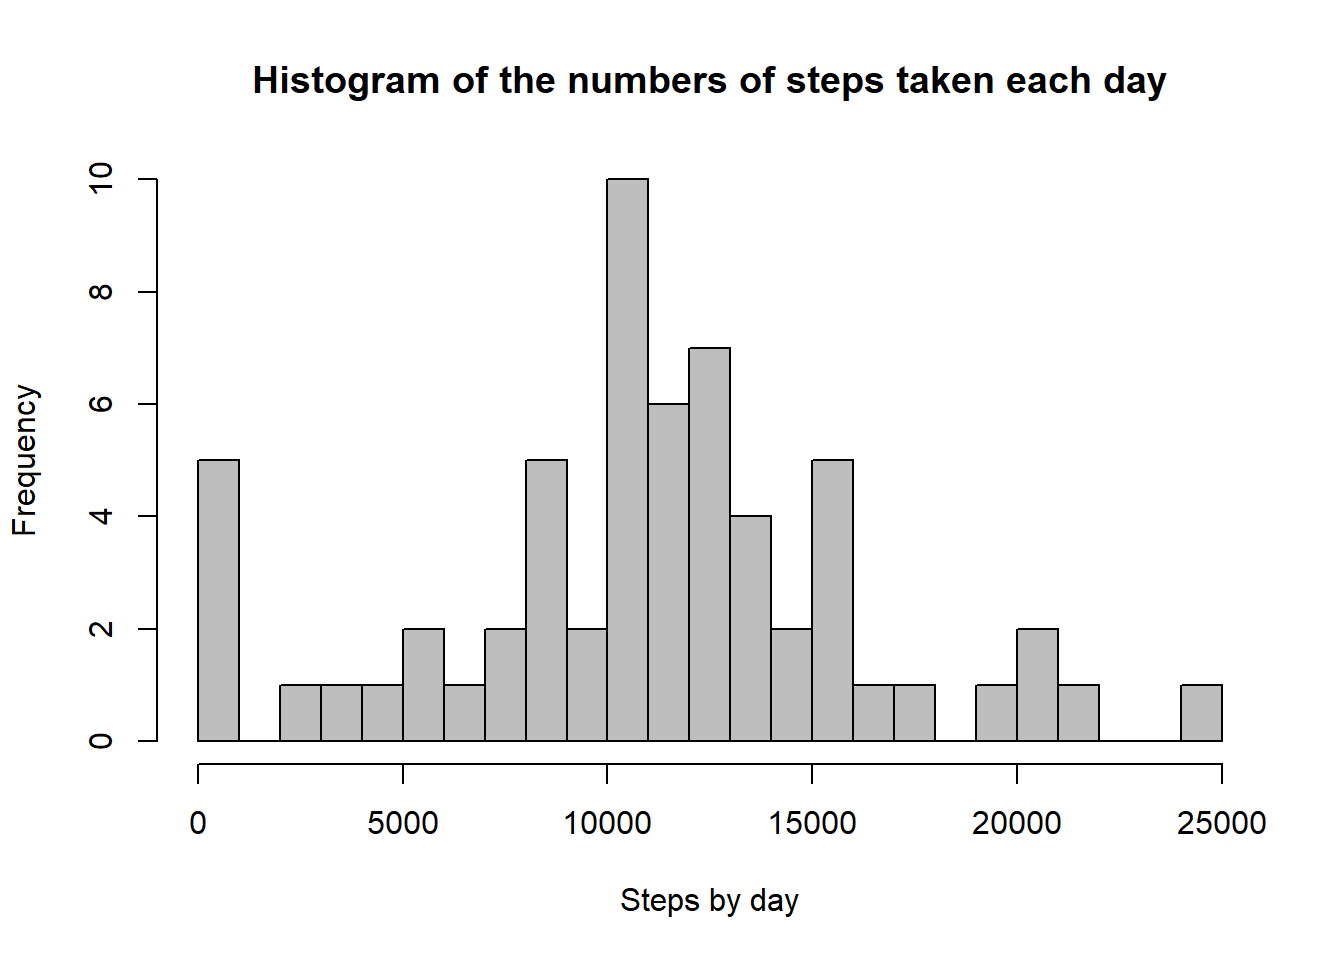 Histogram of the numbers of steps taken each day
10
8
6
4
2
0
Frequency
0 5000 10000 15000 20000 25000
Steps by day